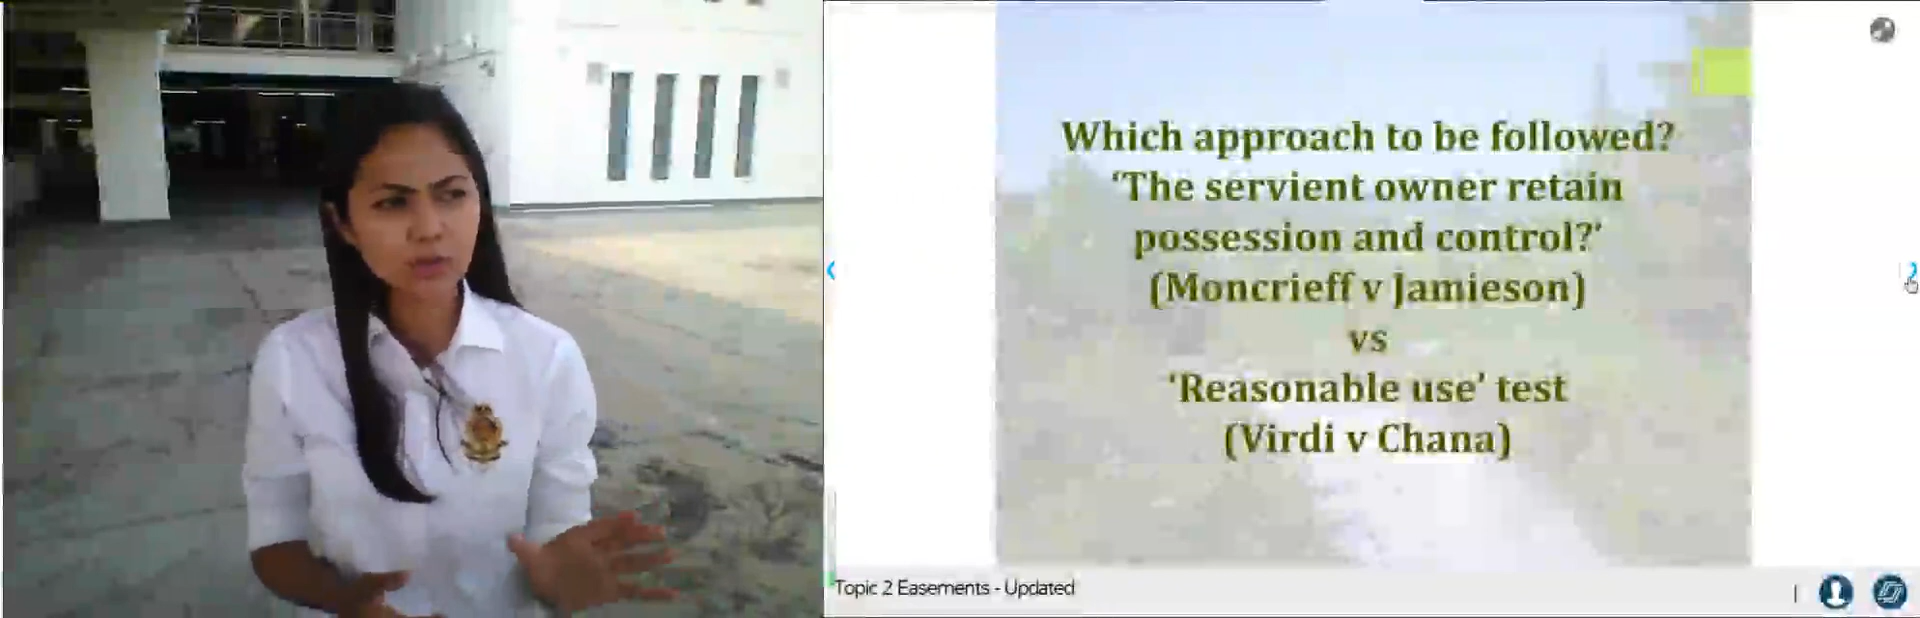 Which approach to be followed?
'The servient owner retain
possession and control?'
(Moncrieff v Jamieson)
vs
'Reasonable use' test
(Virdi v Chana)
Topic 2 Easements - Updated